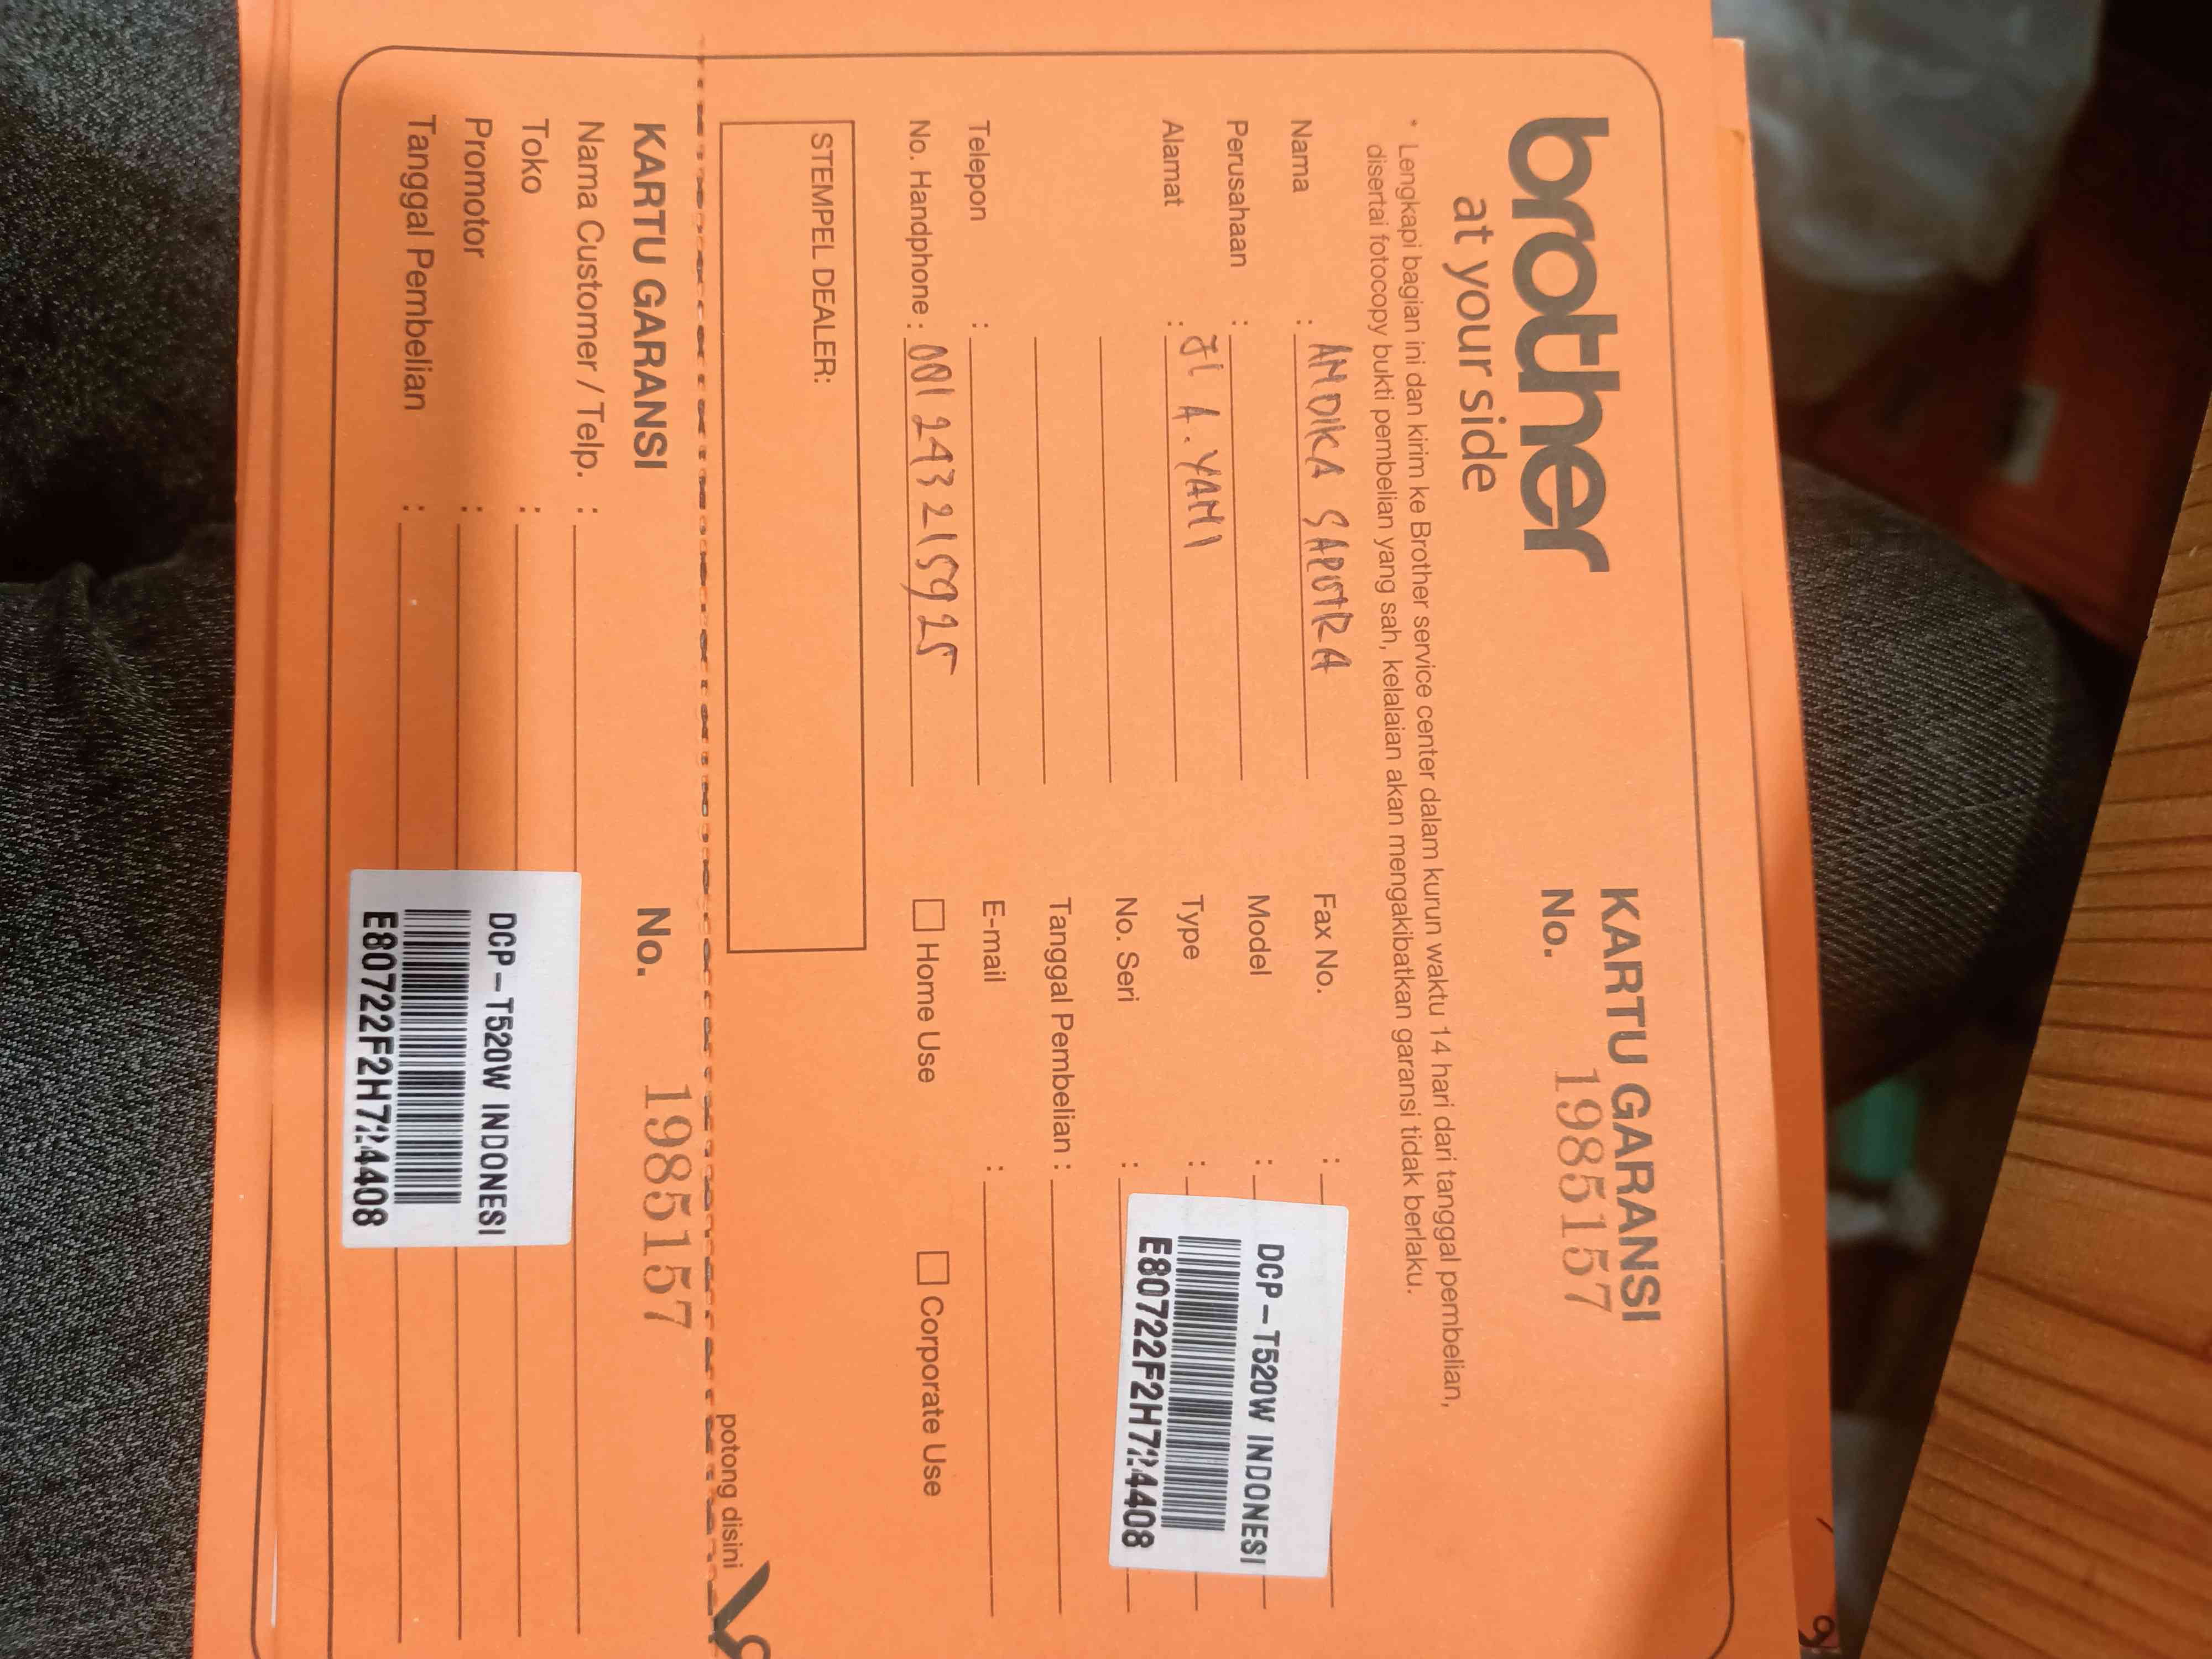 brother
at your side
KARTU GARANSI
No. 1985157
* Lengkapi bagian ini dan kirim ke Brother service center dalam kurun waktu 14 hari dari tanggal pembelian,
disertai fotocopy bukti pembelian yang sah, kelalaian akan mengakibatkan garansi tidak berlaku.
Nama : ANDIKA SAPUTRA
Perusahaan :
Alamat : Jl A. YANI
Telepon :
No. Handphone :
Fax No. :
Model :
Type :
No. Seri :
DCP-T520W INDONESI
E80722F2H724408
Tanggal Pembelian :
E-mail :
Home Use
Corporate Use
STEMPEL DEALER:
potong disini
KARTU GARANSI
No. 1985157
Nama Customer / Telp. :
Toko :
Promotor :
Tanggal Pembelian :
DCP-T520W INDONESI
E80722F2H724408